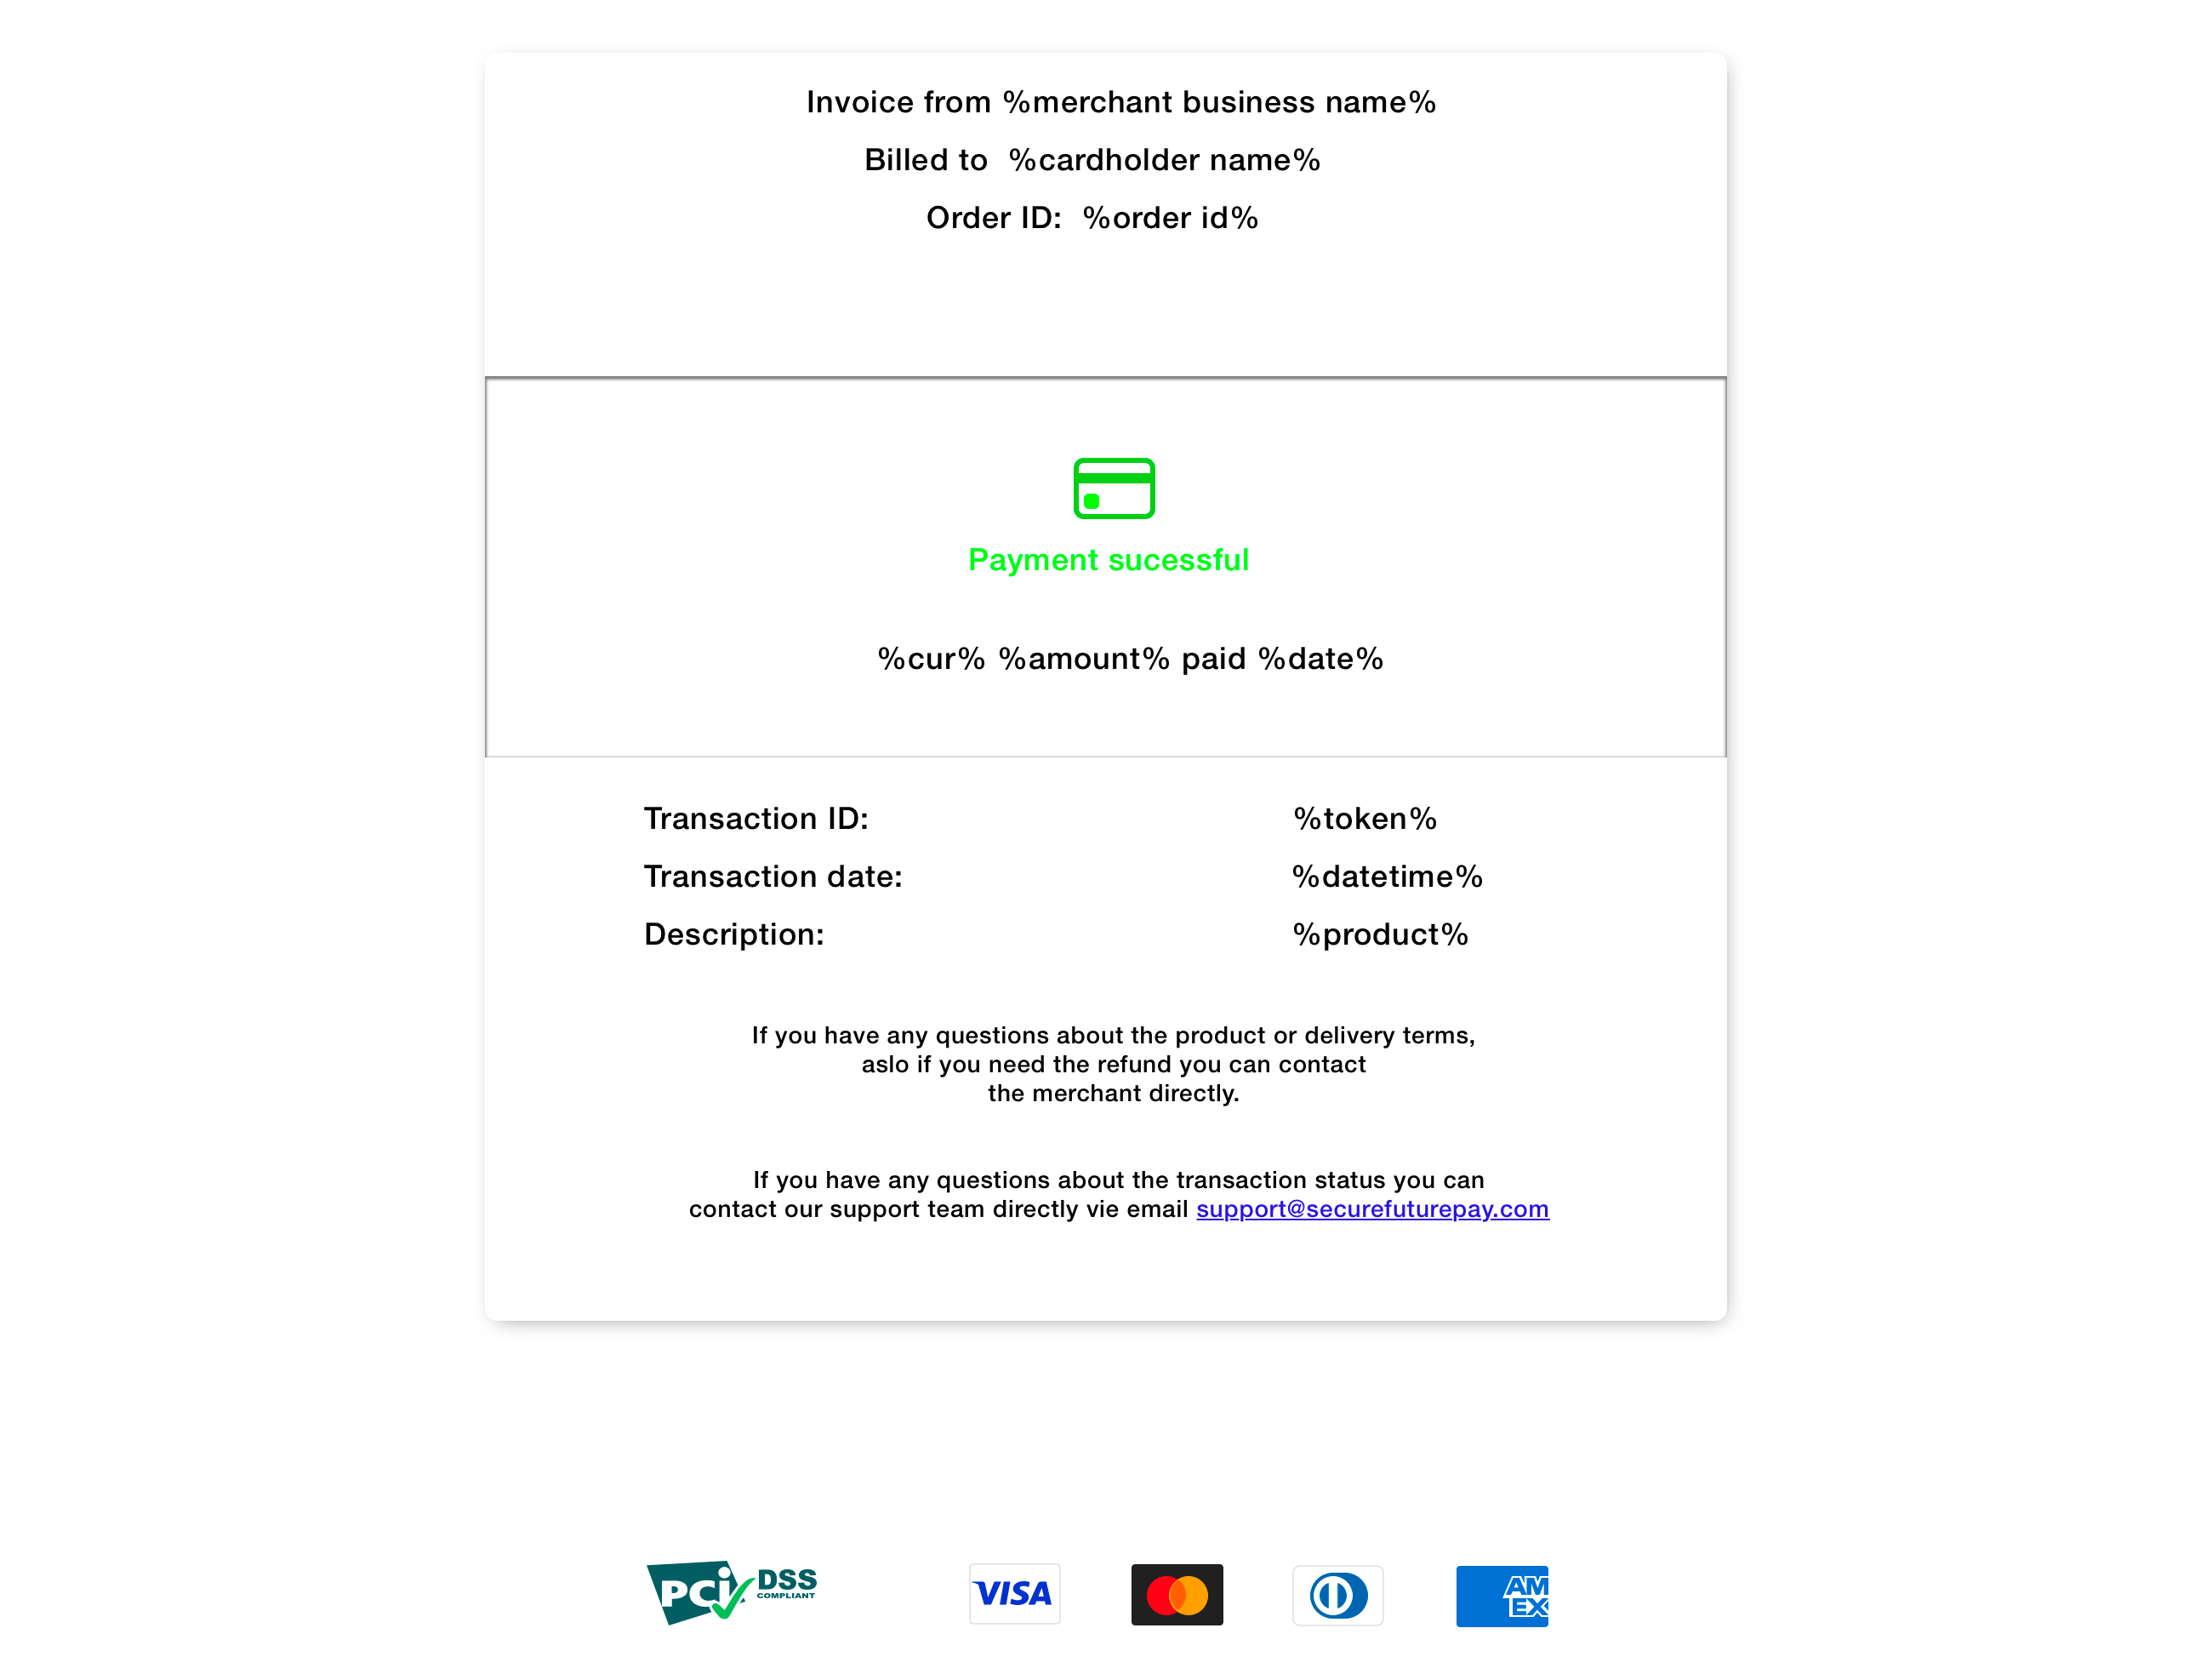 Invoice from %merchant business name%
Billed to %cardholder name%
Order ID: %order id%
Payment sucessful
%cur% %amount% paid %date%
Transaction ID: %token%
Transaction date: %datetime%
Description: %product%
If you have any questions about the product or delivery terms,
aslo if you need the refund you can contact
the merchant directly.
If you have any questions about the transaction status you can
contact our support team directly vie email support@securefuturepay.com
PCi DSS
COMPLIANT
VISA
AM
EX